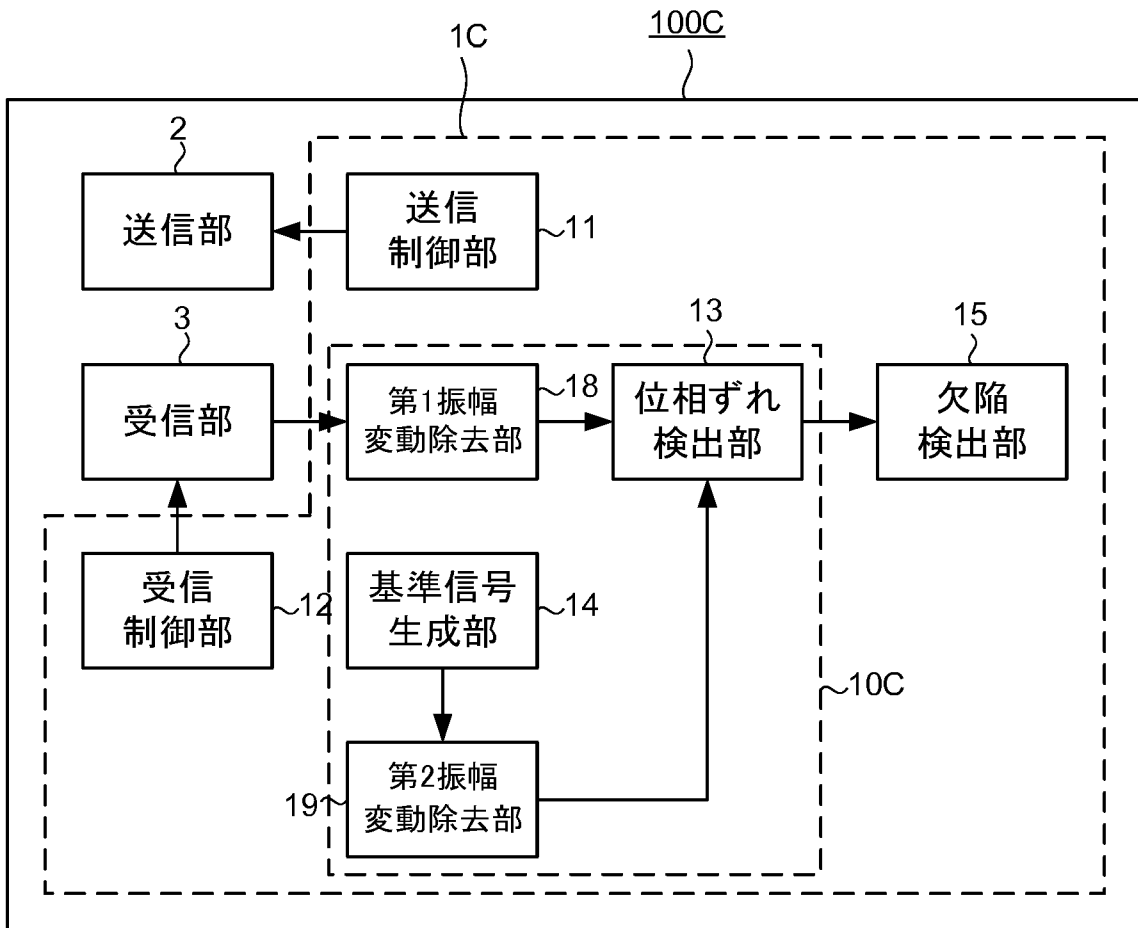 100C
1C
2
送信部
送信
制御部
11
3
受信部
第1振幅
変動除去部
18
13
位相ずれ
検出部
15
欠陥
検出部
受信
制御部
12
基準信号
生成部
14
10C
第2振幅
変動除去部
19